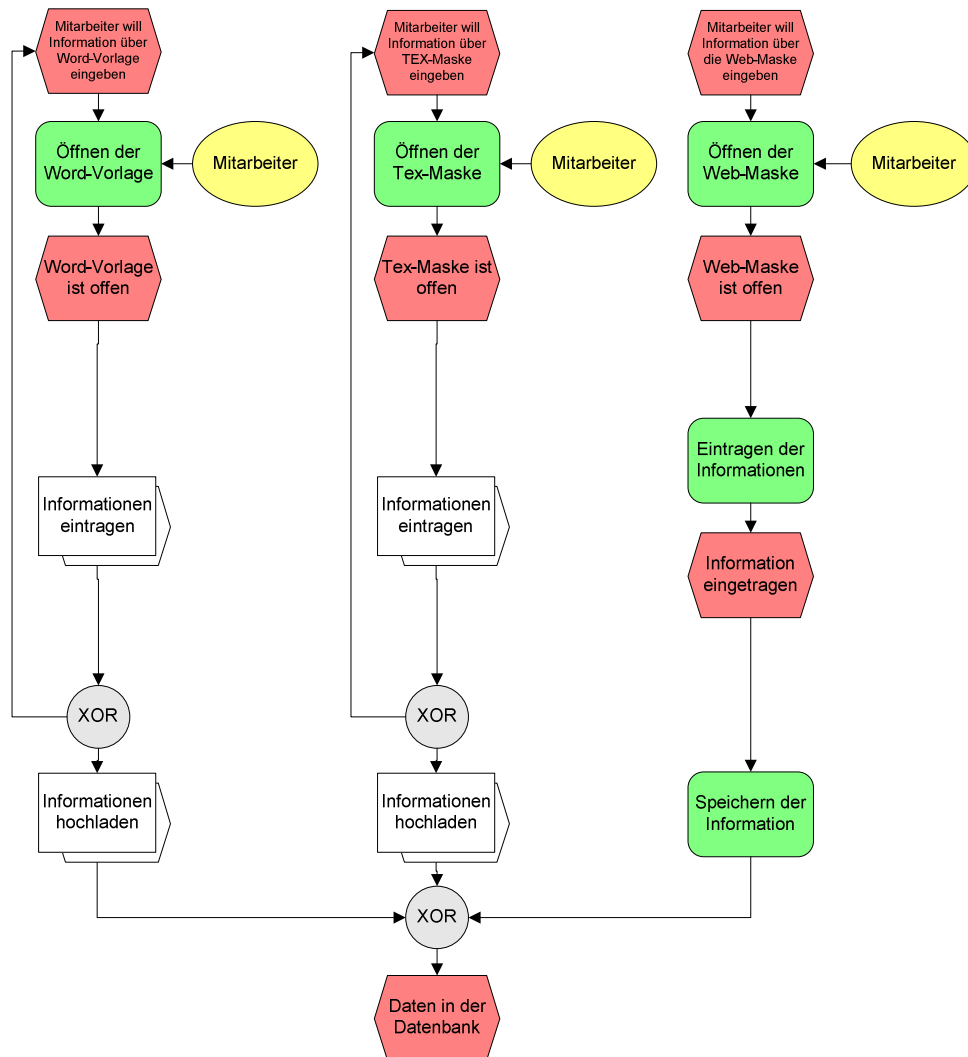 Mitarbeiter will
Information über
Word-Vorlage
eingeben
Mitarbeiter will
Information über
TEX-Maske
eingeben
Mitarbeiter will
Information über
die Web-Maske
eingeben
Öffnen der
Word-Vorlage
Mitarbeiter
Öffnen der
Tex-Maske
Mitarbeiter
Öffnen der
Web-Maske
Mitarbeiter
Word-Vorlage
ist offen
Tex-Maske ist
offen
Web-Maske
ist offen
Eintragen der
Informationen
Informationen
eintragen
Informationen
eintragen
Information
eingetragen
XOR
XOR
Informationen
hochladen
Informationen
hochladen
Speichern der
Information
XOR
Daten in der
Datenbank